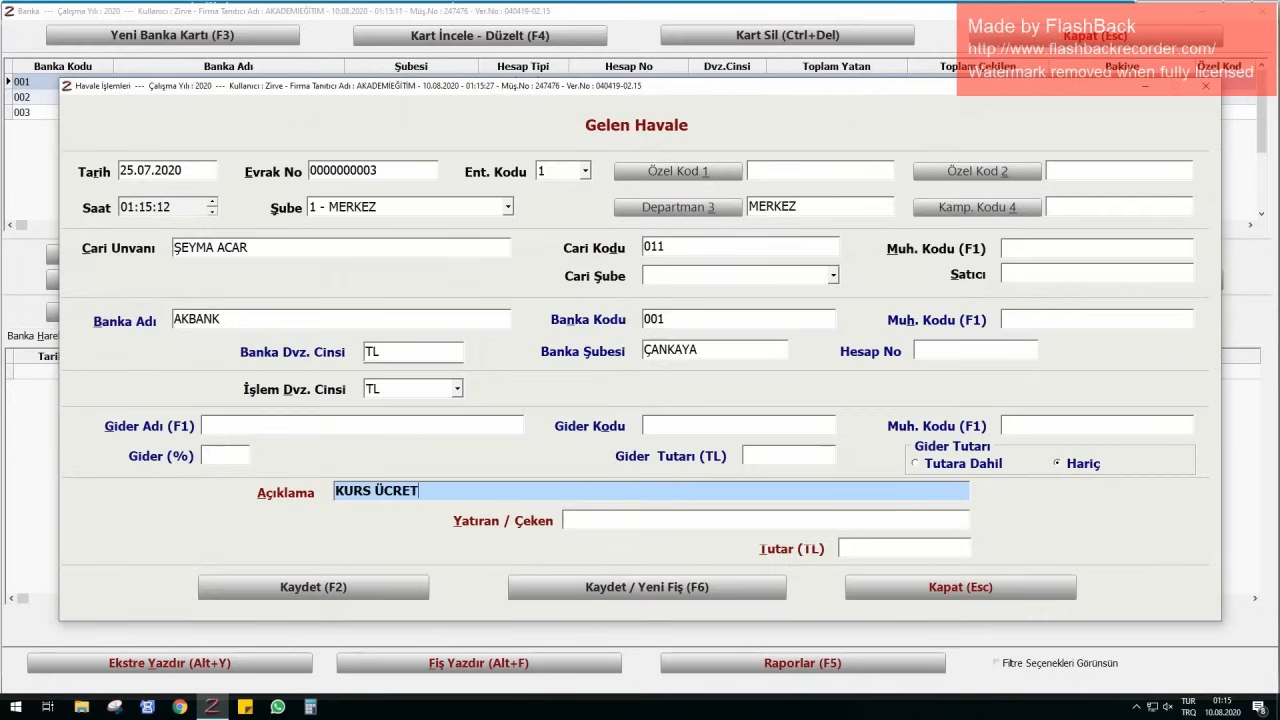 Banka --- Çalışma Yılı : 2020 --- Kullanıcı : Zirve - Firma Tanıtıcı Adı : AKADEMİEĞİTİM - 10.08.2020 - 01:15:11 - Müş.No : 247476 - Ver.No : 040419-02.15
Made by FlashBack
http://www.flashbackrecorder.com/
Watermark removed when fully licensed
Yeni Banka Kartı (F3) Kart İncele - Düzelt (F4) Kart Sil (Ctrl+Del) Kapat (Esc)
Banka Kodu Banka Adı Şubesi Hesap Tipi Hesap No Dvz.Cinsi Toplam Yatan Toplam Çekilen Bakiye Özel Kod
001
002
003
Havale İşlemleri --- Çalışma Yılı : 2020 --- Kullanıcı : Zirve - Firma Tanıtıcı Adı : AKADEMİEĞİTİM - 10.08.2020 - 01:15:27 - Müş.No : 247476 - Ver.No : 040419-02.15
Gelen Havale
Tarih 25.07.2020 Evrak No 0000000003 Ent. Kodu 1 Özel Kod 1 Özel Kod 2
Saat 01:15:12 Şube 1 - MERKEZ Departman 3 MERKEZ Kamp. Kodu 4
Cari Unvanı ŞEYMA ACAR Cari Kodu 011 Muh. Kodu (F1)
Cari Şube Satıcı
Banka Adı AKBANK Banka Kodu 001 Muh. Kodu (F1)
Banka Dvz. Cinsi TL Banka Şubesi ÇANKAYA Hesap No
Banka Hare
Tari
İşlem Dvz. Cinsi TL
Gider Adı (F1) Gider Kodu Muh. Kodu (F1)
Gider Tutarı
Gider (%) Gider Tutarı (TL) Tutara Dahil Hariç
Açıklama KURS ÜCRET
Yatıran / Çeken
Tutar (TL)
Kaydet (F2) Kaydet / Yeni Fiş (F6) Kapat (Esc)
Ekstre Yazdır (Alt+Y) Fiş Yazdır (Alt+F) Raporlar (F5) Filtre Seçenekleri Görünsün
TUR 01:15
TRQ 10.08.2020 8